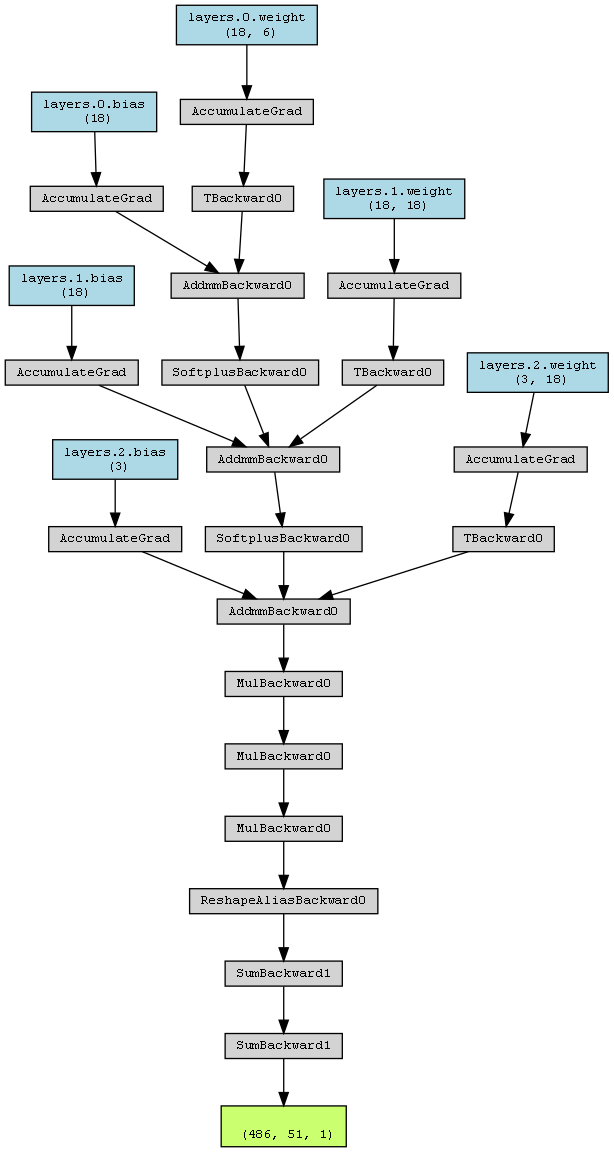 layers.0.weight
(18, 6)
layers.0.bias
(18)
AccumulateGrad
AccumulateGrad
TBackward0
layers.1.weight
(18, 18)
layers.1.bias
(18)
AddmmBackward0
AccumulateGrad
AccumulateGrad
SoftplusBackward0
TBackward0
layers.2.weight
(3, 18)
layers.2.bias
(3)
AddmmBackward0
AccumulateGrad
AccumulateGrad
SoftplusBackward0
TBackward0
AddmmBackward0
MulBackward0
MulBackward0
MulBackward0
ReshapeAliasBackward0
SumBackward1
SumBackward1
(486, 51, 1)